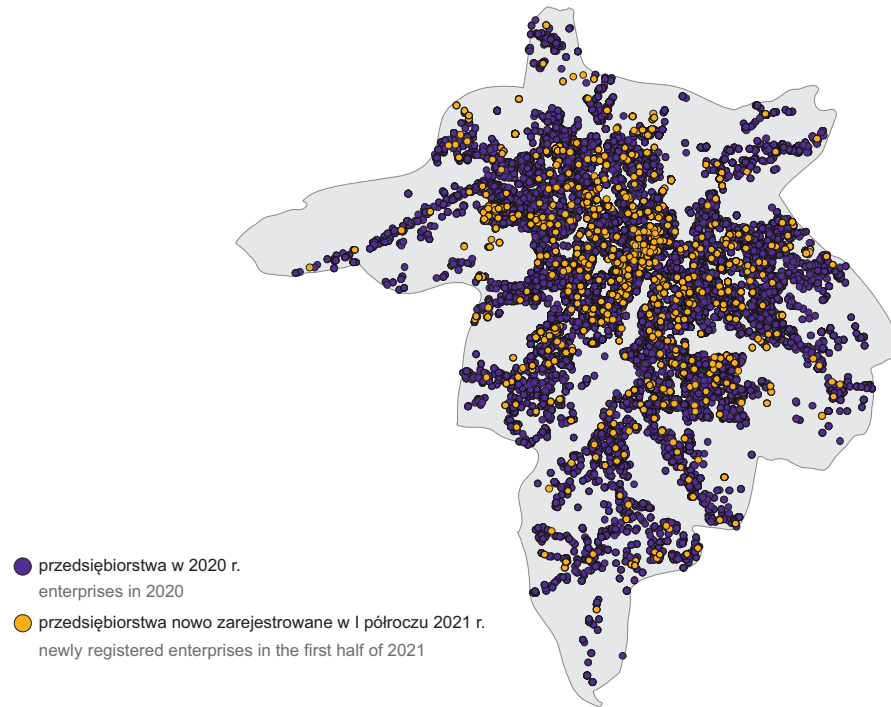 przedsiębiorstwa w 2020 r.
enterprises in 2020
przedsiębiorstwa nowo zarejestrowane w I półroczu 2021 r.
newly registered enterprises in the first half of 2021